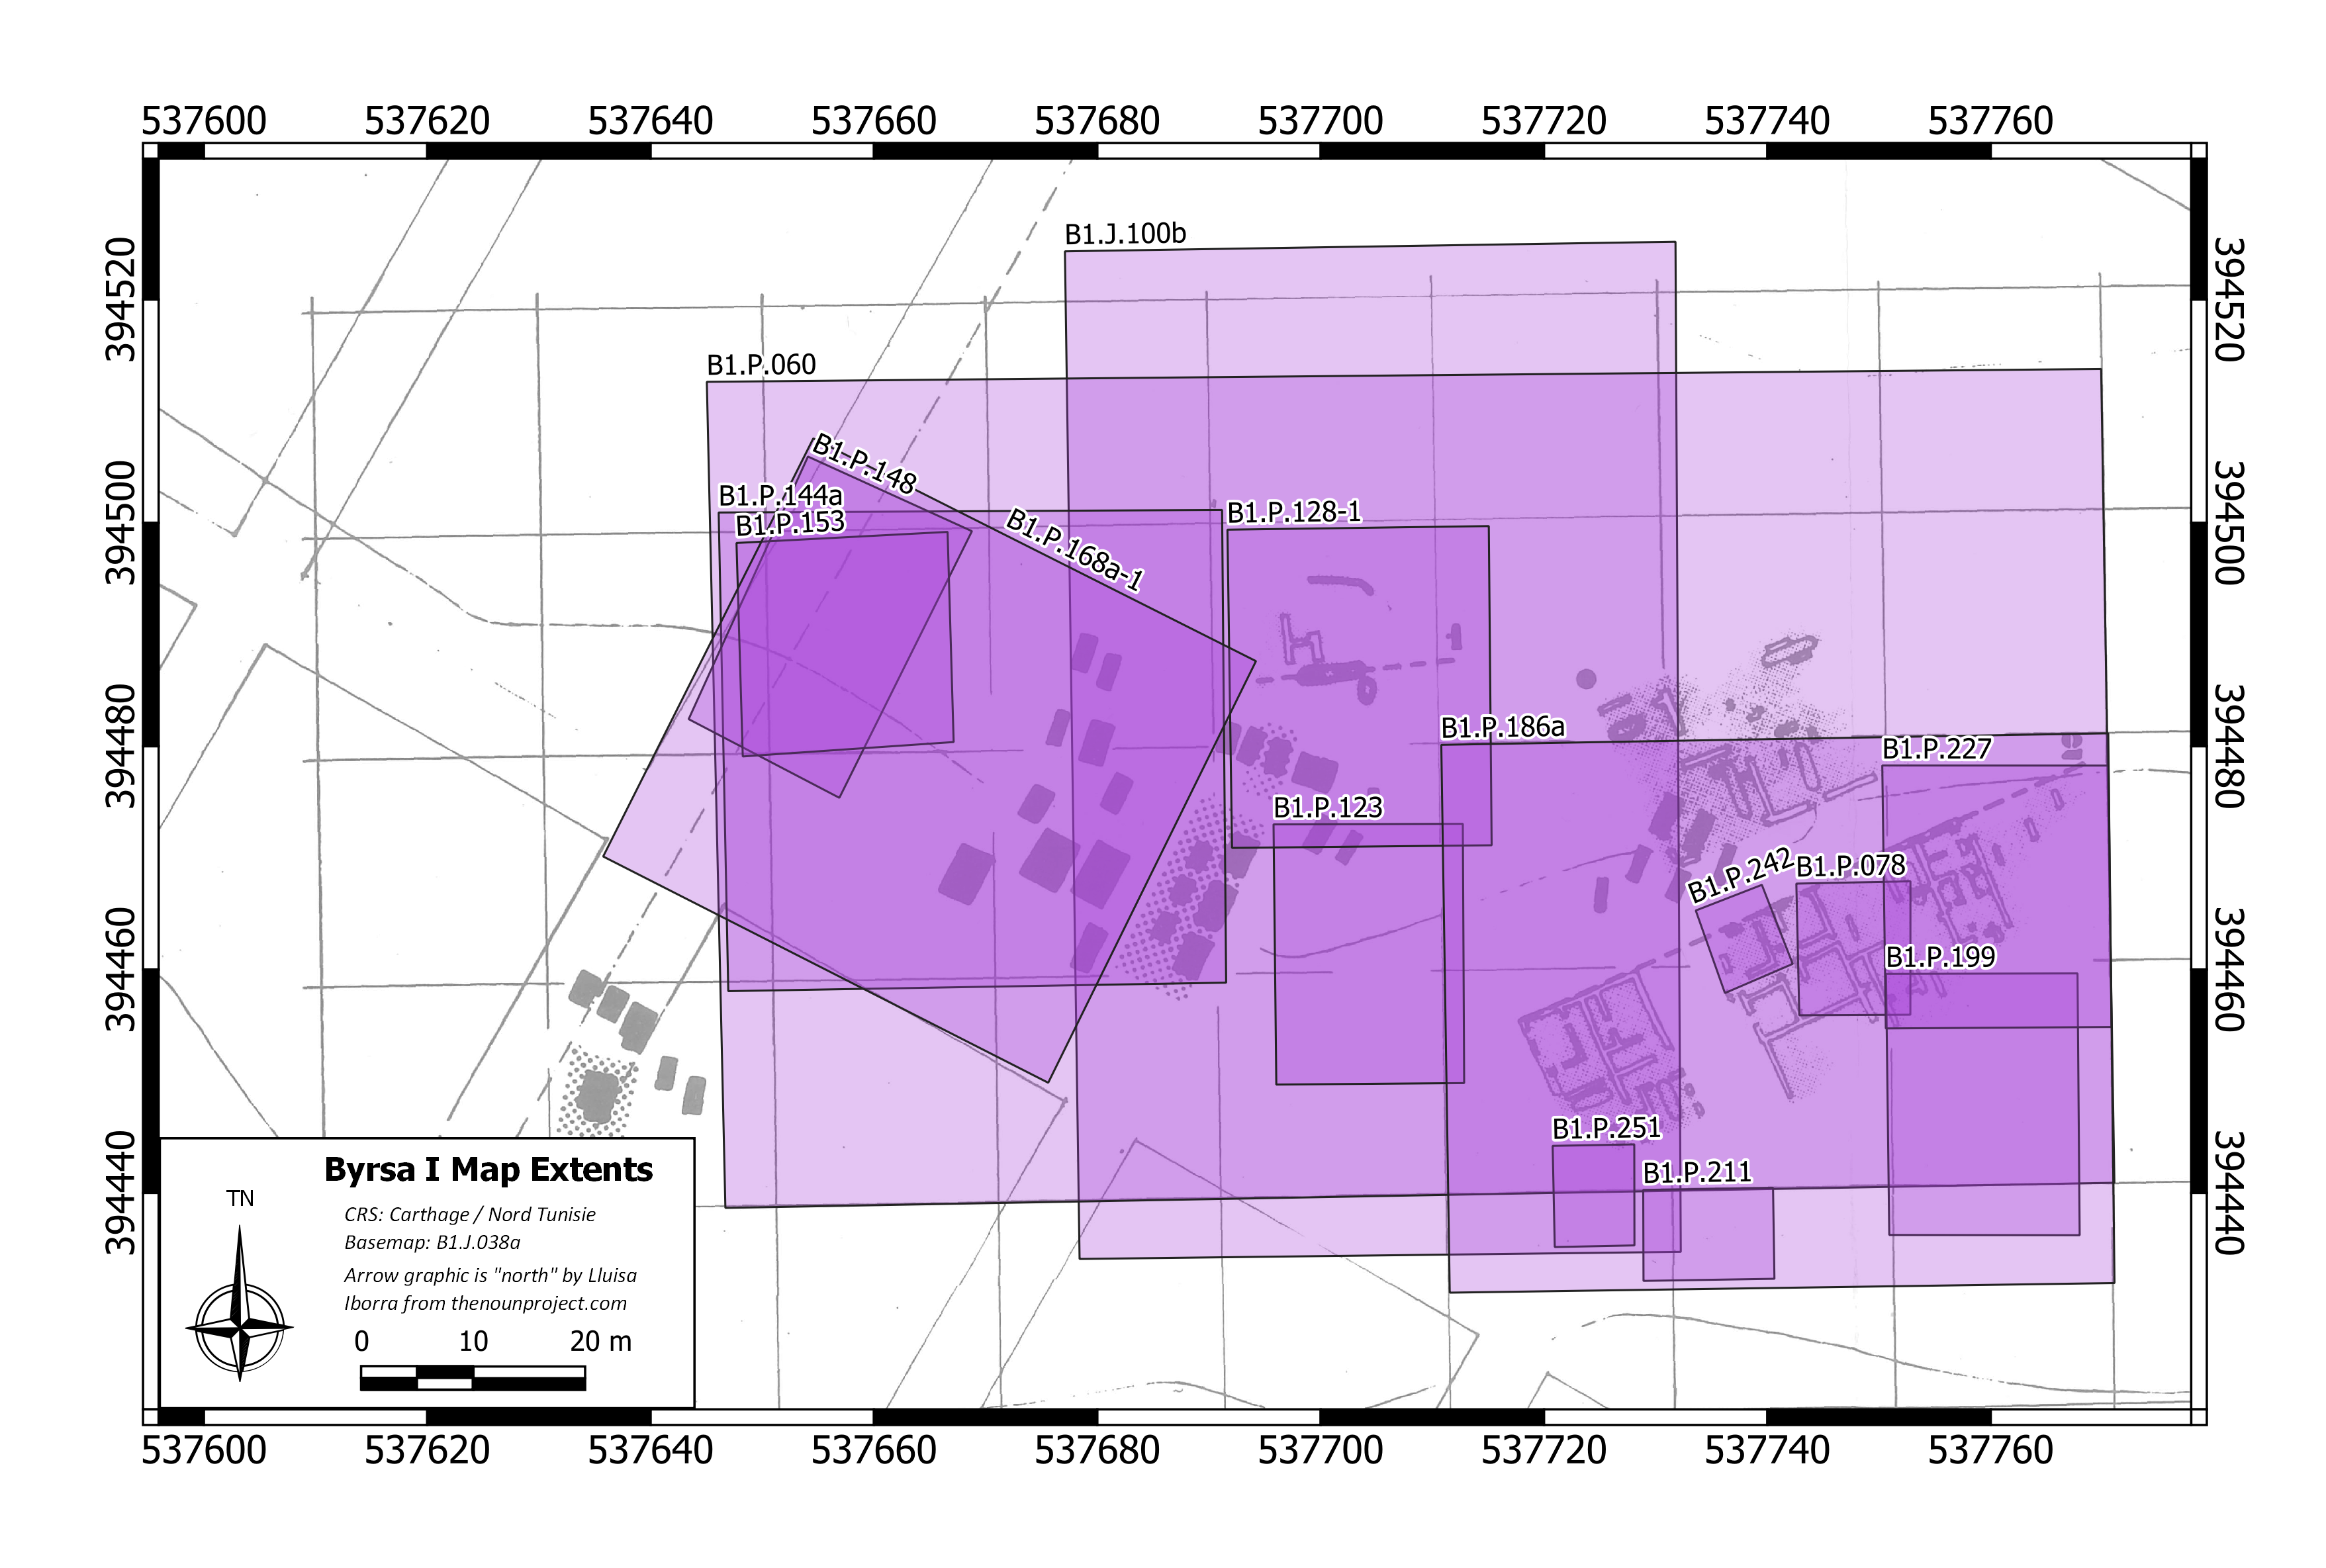 537600 537620 537640 537660 537680 537700 537720 537740 537760
394520 394520
394500 394500
394480 394480
394460 394460
394440 394440
B1.J.100b
B1.P.060
B1.P.148
B1.P.144a
B1.P.153
B1.P.168a-1
B1.P.128-1
B1.P.186a
B1.P.227
B1.P.123
B1.P.242
B1.P.078
B1.P.199
B1.P.251
B1.P.211
Byrsa I Map Extents
TN
CRS: Carthage / Nord Tunisie
Basemap: B1.J.038a
Arrow graphic is "north" by Lluisa
Iborra from thenounproject.com
0 10 20 m
537600 537620 537640 537660 537680 537700 537720 537740 537760